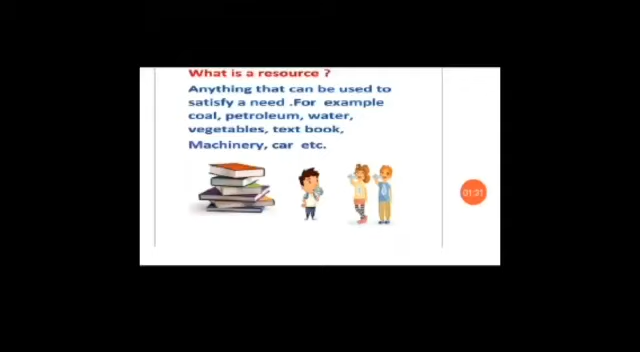 What is a resource ?
Anything that can be used to
satisfy a need .For example
coal, petroleum, water,
vegetables, text book,
Machinery, car etc.
01:31